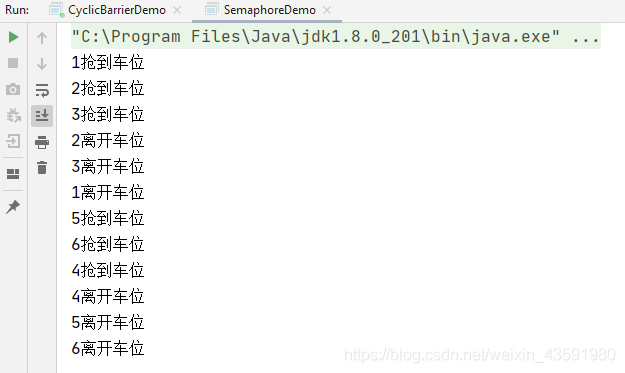 Run: CyclicBarrierDemo SemaphoreDemo
"C:\Program Files\Java\jdk1.8.0_201\bin\java.exe" ...
1抢到车位
2抢到车位
3抢到车位
2离开车位
3离开车位
1离开车位
5抢到车位
6抢到车位
4抢到车位
4离开车位
5离开车位
6离开车位
https://blog.csdn.net/weixin_43591980